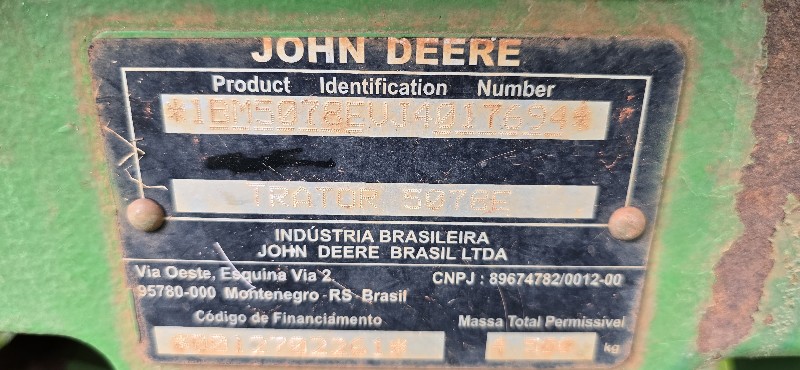 JOHN DEERE
Product Identification Number
*1BM5078EVJ4017694*
TRATOR 5078E
INDÚSTRIA BRASILEIRA
JOHN DEERE BRASIL LTDA
Via Oeste, Esquina Via 2 CNPJ : 89674782/0012-00
95780-000 Montenegro -RS- Brasil
Código de Financiamento Massa Total Permissível
kg